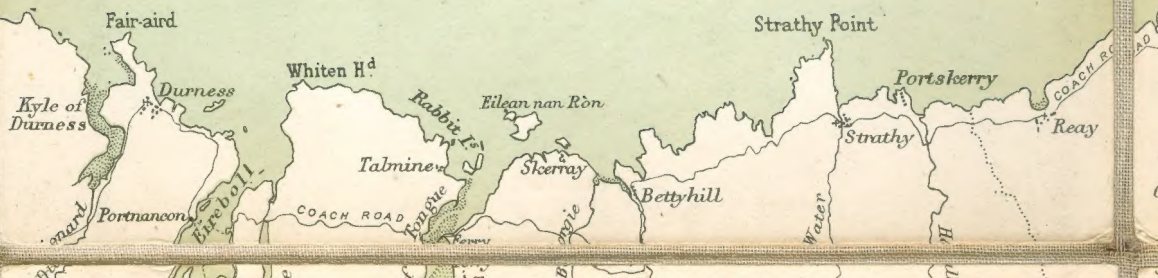 Fair-aird
Strathy Point
Whiten Hd.
Portskerry
Durness
Kyle of
Durness
Rabbit Is.
Eilean nan Ròn
COACH ROAD
Reay
Strathy
Talmine
Skerray
Bettyhill
Eireboll
Portnancon
COACH ROAD
Tongue
Water
Ferry